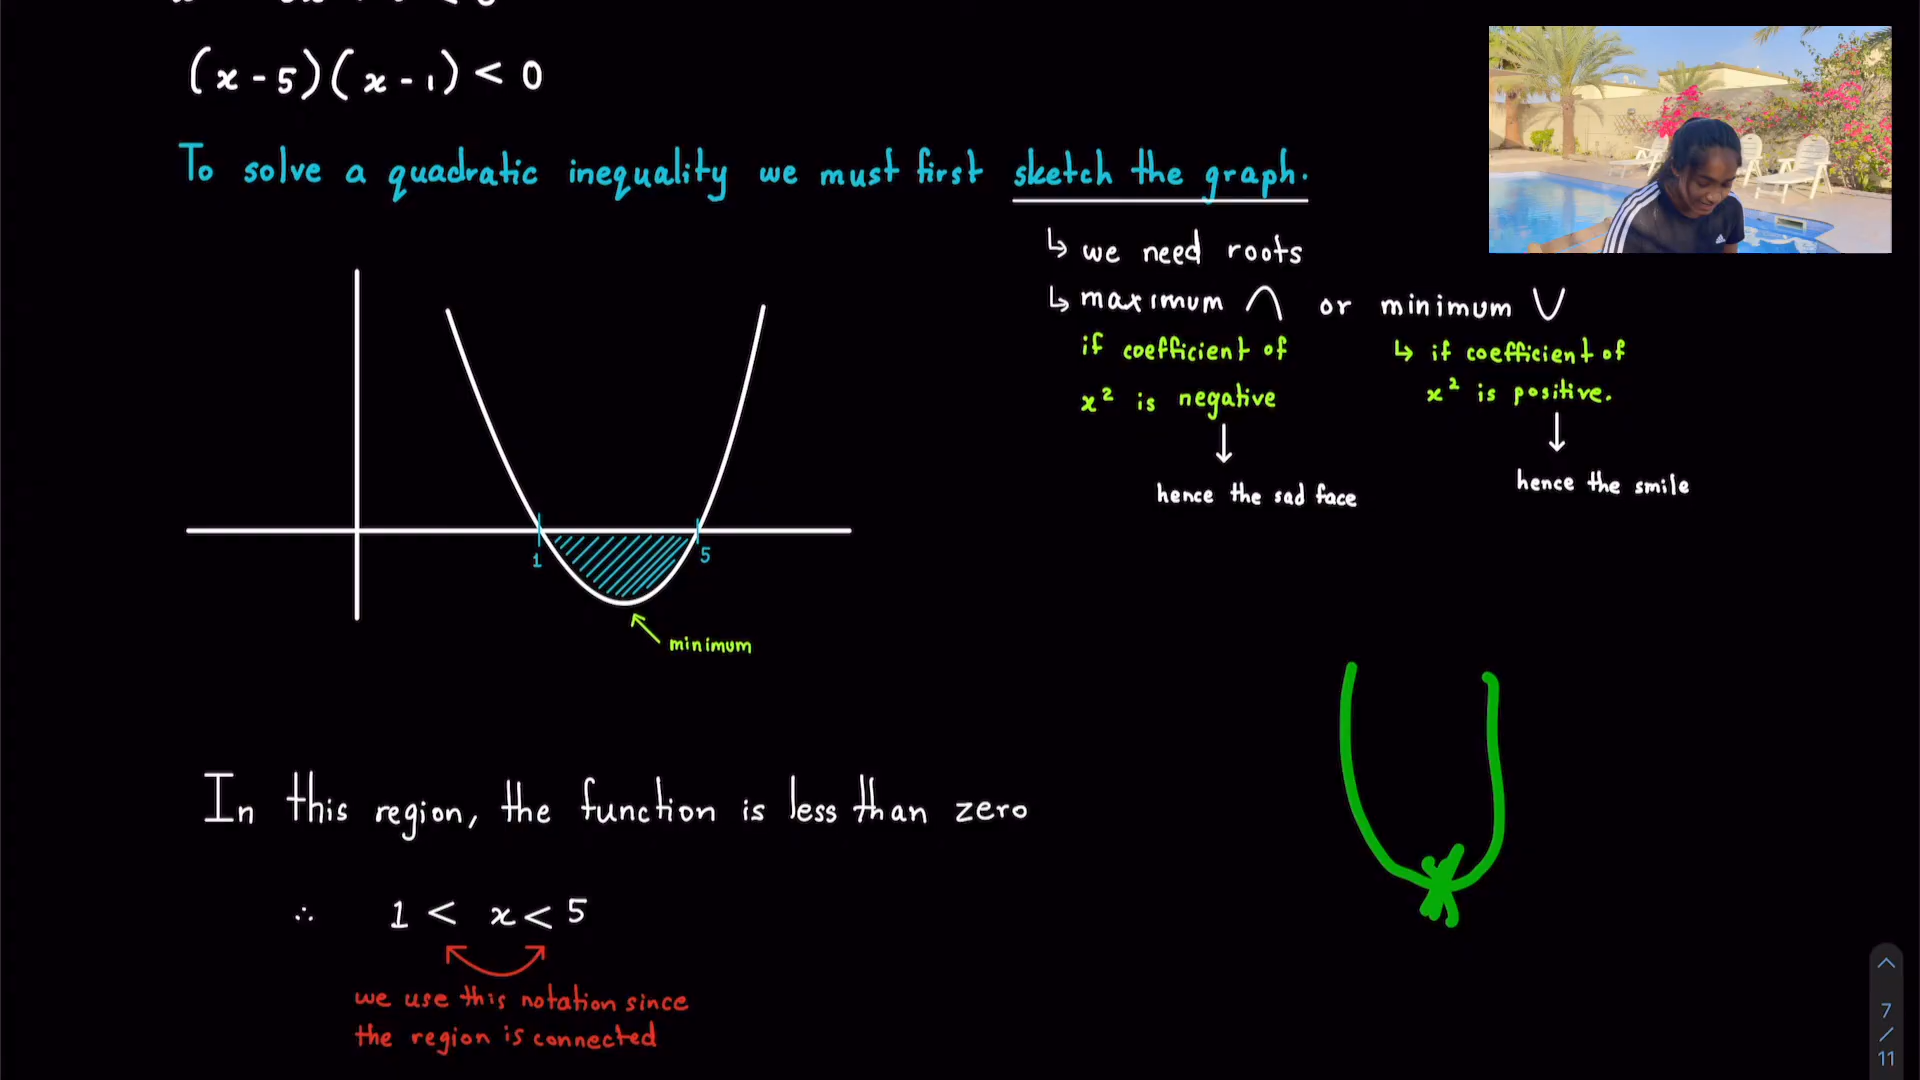 (x-5)(x-1) < 0
To solve a quadratic inequality we must first sketch the graph.
↳ we need roots
↳ maximum ∩ or minimum ∪
if coefficient of
x² is negative
↓
hence the sad face
↳ if coefficient of
x² is positive.
↓
hence the smile
1
5
minimum
In this region, the function is less than zero
∴ 1 < x < 5
we use this notation since
the region is connected
7
/
11